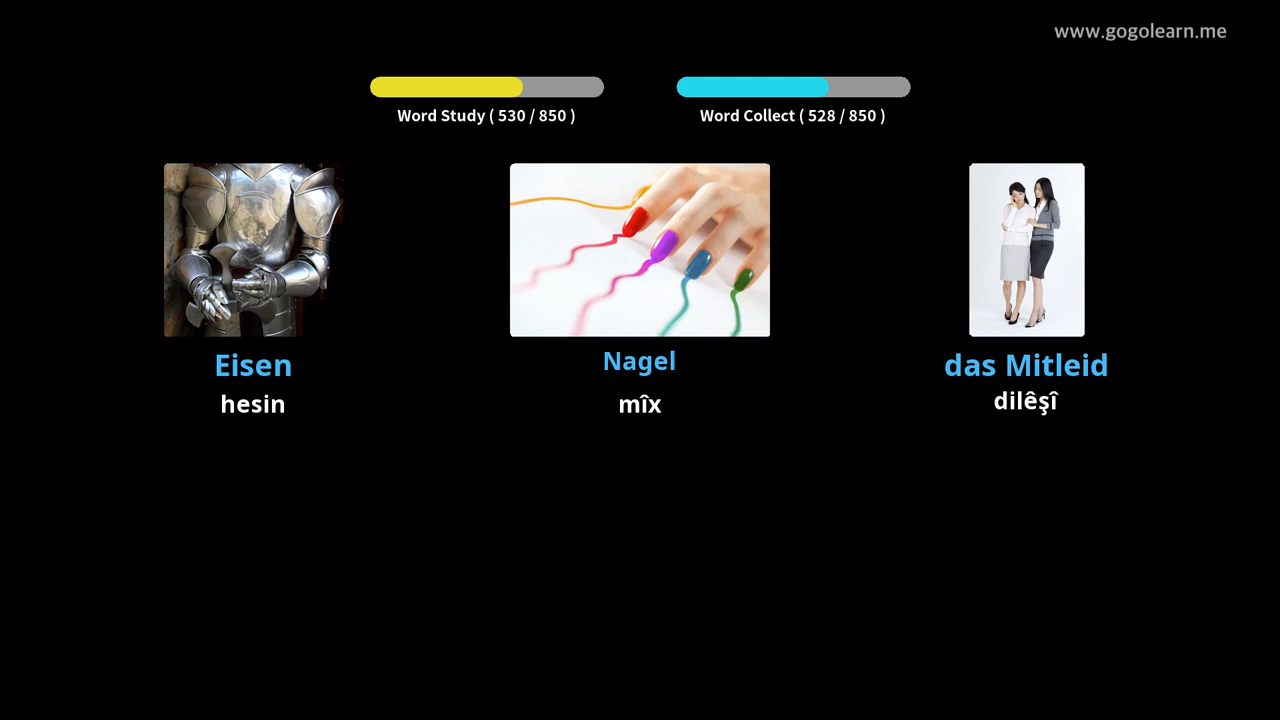 www.gogolearn.me
Word Study ( 530 / 850 )
Word Collect ( 528 / 850 )
Eisen
hesin
Nagel
mîx
das Mitleid
dilêşî